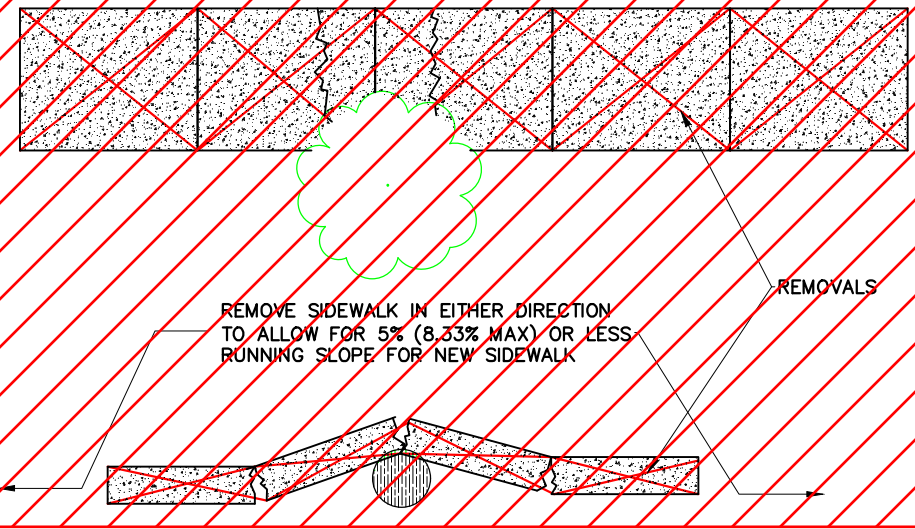 REMOVALS
REMOVE SIDEWALK IN EITHER DIRECTION
TO ALLOW FOR 5% (8.33% MAX) OR LESS
RUNNING SLOPE FOR NEW SIDEWALK